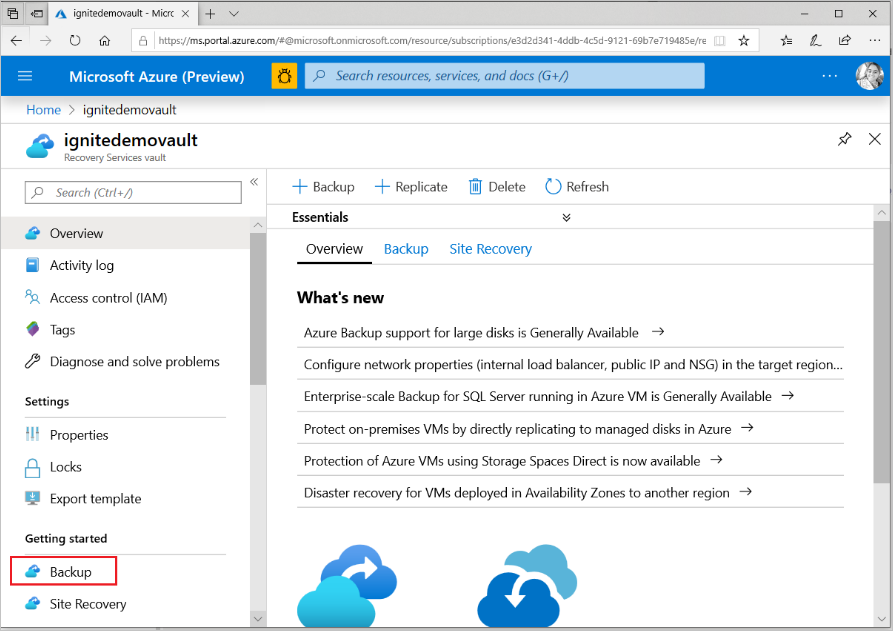 ignitedemovault - Micr
https://ms.portal.azure.com/#@microsoft.onmicrosoft.com/resource/subscriptions/e3d2d341-4ddb-4c5d-9121-69b7e719485e/re
Microsoft Azure (Preview)
Search resources, services, and docs (G+/)
Home > ignitedemovault
ignitedemovault
Recovery Services vault
Search (Ctrl+/)
Overview
Activity log
Access control (IAM)
Tags
Diagnose and solve problems
Settings
Properties
Locks
Export template
Getting started
Backup
Site Recovery
Backup Replicate Delete Refresh
Essentials
Overview Backup Site Recovery
What's new
Azure Backup support for large disks is Generally Available →
Configure network properties (internal load balancer, public IP and NSG) in the target region...
Enterprise-scale Backup for SQL Server running in Azure VM is Generally Available →
Protect on-premises VMs by directly replicating to managed disks in Azure →
Protection of Azure VMs using Storage Spaces Direct is now available →
Disaster recovery for VMs deployed in Availability Zones to another region →